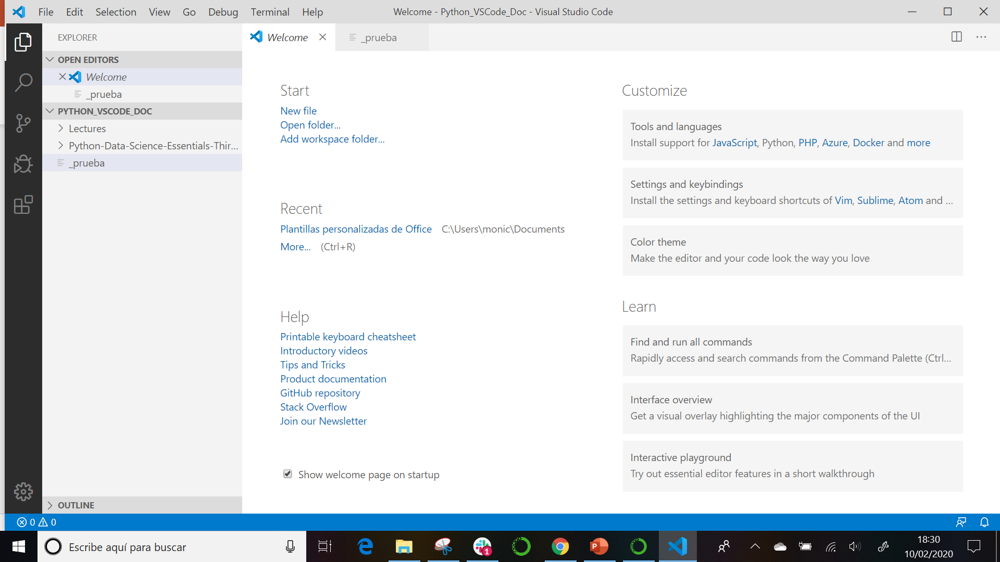 File Edit Selection View Go Debug Terminal Help
Welcome - Python_VSCode_Doc - Visual Studio Code
EXPLORER
OPEN EDITORS
Welcome
_prueba
PYTHON_VSCODE_DOC
Lectures
Python-Data-Science-Essentials-Thir...
_prueba
OUTLINE
Welcome
_prueba
Start
New file
Open folder...
Add workspace folder...
Recent
Plantillas personalizadas de Office C:\Users\monic\Documents
More... (Ctrl+R)
Help
Printable keyboard cheatsheet
Introductory videos
Tips and Tricks
Product documentation
GitHub repository
Stack Overflow
Join our Newsletter
Show welcome page on startup
Customize
Tools and languages
Install support for JavaScript, Python, PHP, Azure, Docker and more
Settings and keybindings
Install the settings and keyboard shortcuts of Vim, Sublime, Atom and ...
Color theme
Make the editor and your code look the way you love
Learn
Find and run all commands
Rapidly access and search commands from the Command Palette (Ctrl...
Interface overview
Get a visual overlay highlighting the major components of the UI
Interactive playground
Try out essential editor features in a short walkthrough
0 0
Escribe aquí para buscar
1
P
18:30
10/02/2020